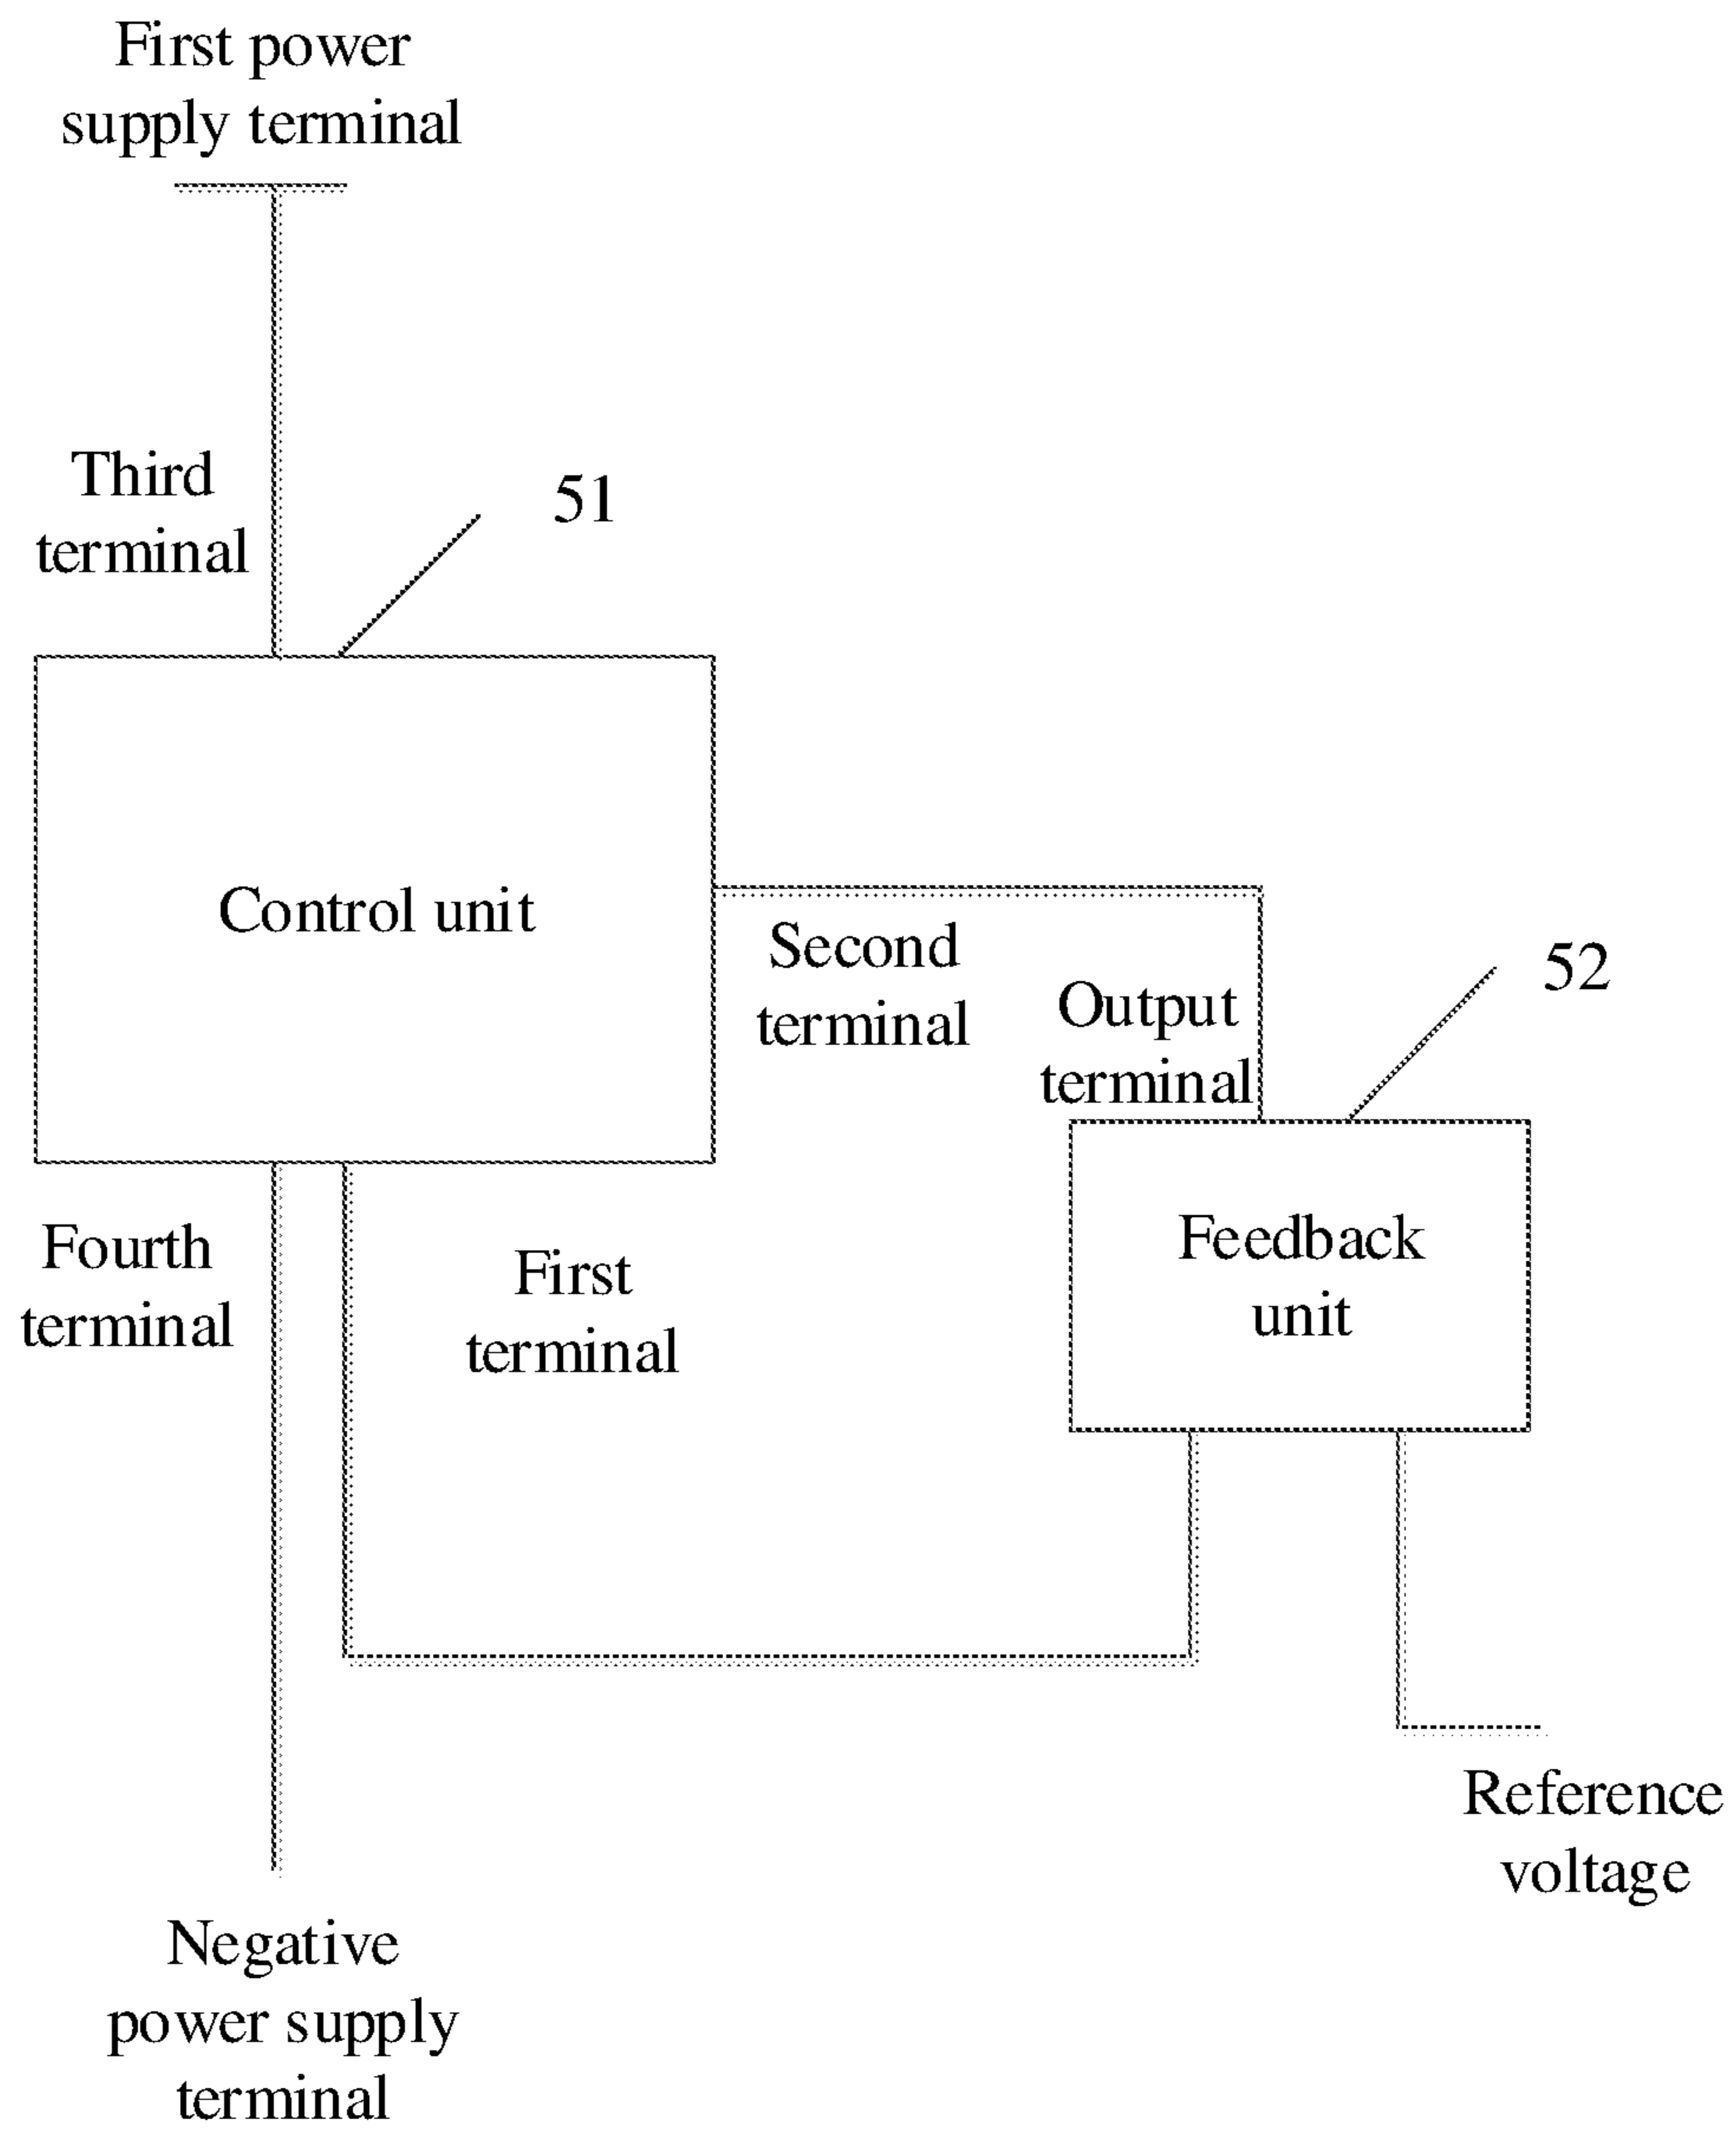 First power
supply terminal
Third
terminal
51
Control unit
Second
terminal
Output
terminal
52
Feedback
unit
Fourth
terminal
First
terminal
Reference
voltage
Negative
power supply
terminal